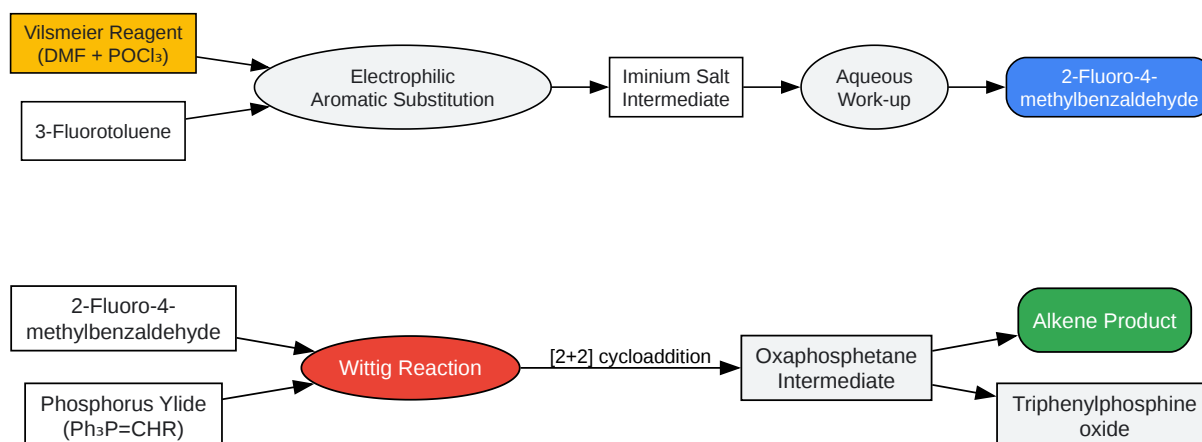 Vilsmeier Reagent
(DMF + POCl₃)
3-Fluorotoluene
Electrophilic
Aromatic Substitution
Iminium Salt
Intermediate
Aqueous
Work-up
2-Fluoro-4-
methylbenzaldehyde
2-Fluoro-4-
methylbenzaldehyde
Phosphorus Ylide
(Ph₃P=CHR)
Wittig Reaction
[2+2] cycloaddition
Oxaphosphetane
Intermediate
Alkene Product
Triphenylphosphine
oxide